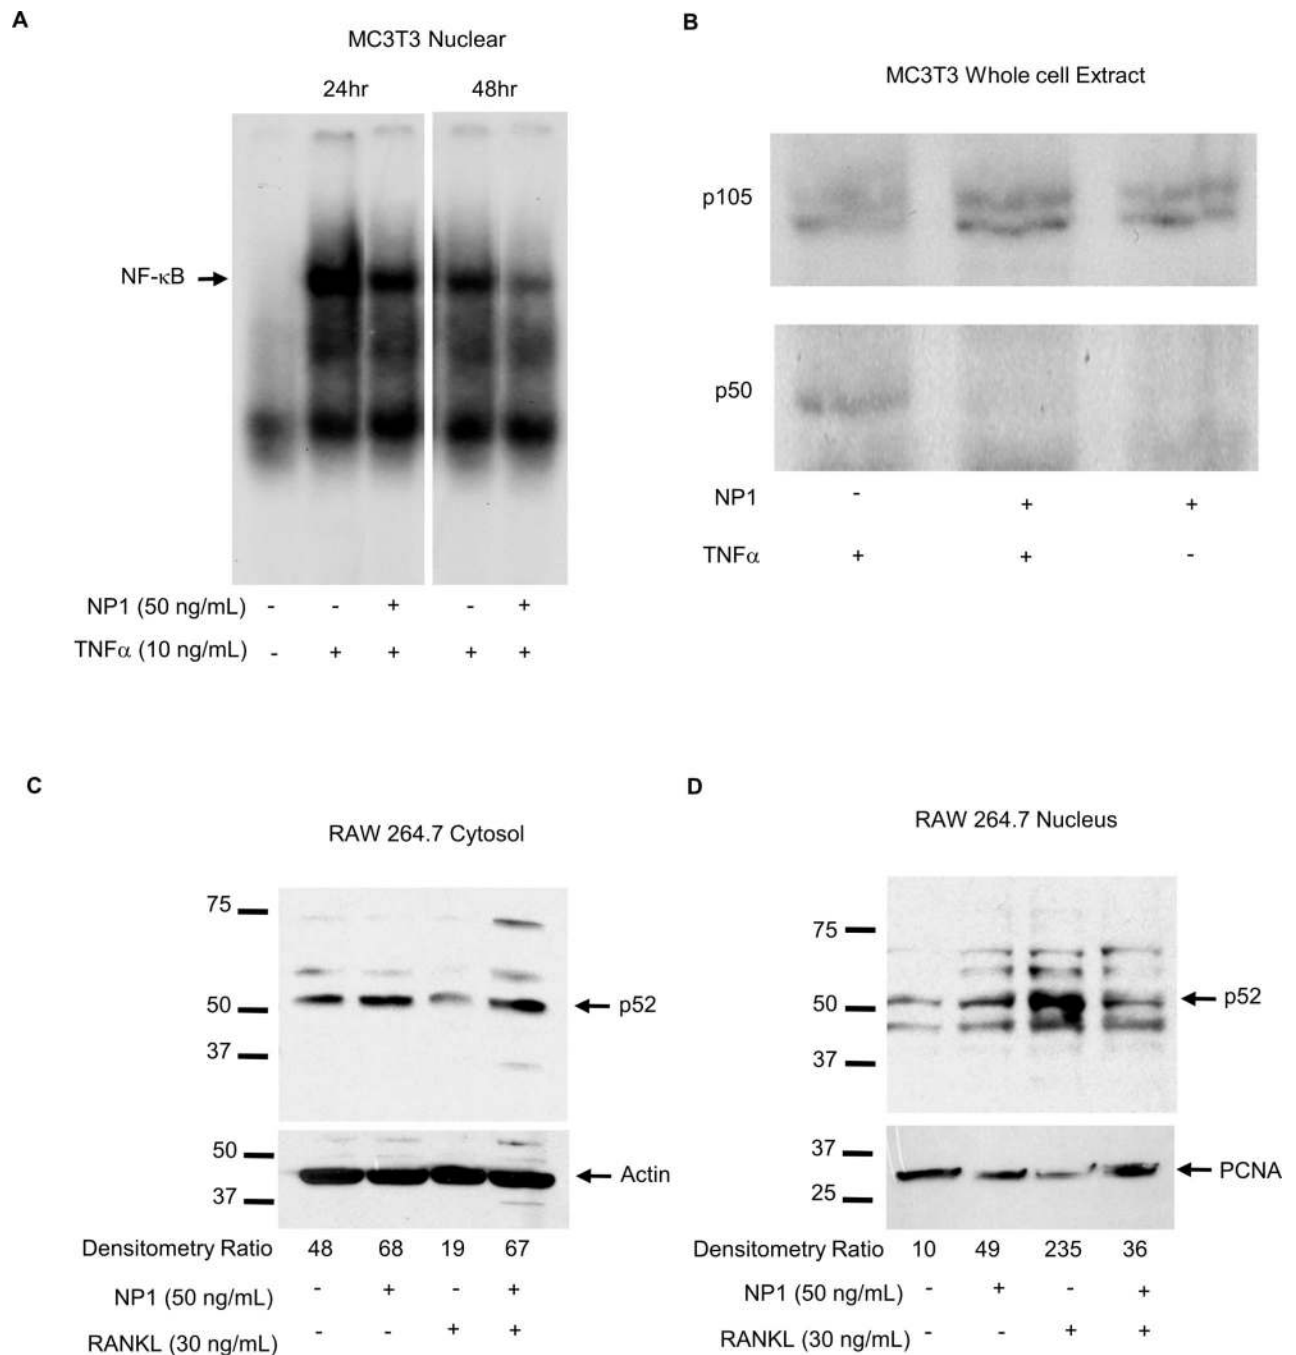 A
MC3T3 Nuclear
24hr 48hr
NF-κB
NP1 (50 ng/mL) - - + - +
TNFα (10 ng/mL) - + + + +
B
MC3T3 Whole cell Extract
p105
p50
NP1 - + +
TNFα + + -
C
RAW 264.7 Cytosol
75
50
37
p52
50
37
Actin
Densitometry Ratio 48 68 19 67
NP1 (50 ng/mL) - + - +
RANKL (30 ng/mL) - - + +
D
RAW 264.7 Nucleus
75
50
37
p52
37
25
PCNA
Densitometry Ratio 10 49 235 36
NP1 (50 ng/mL) - + - +
RANKL (30 ng/mL) - - + +